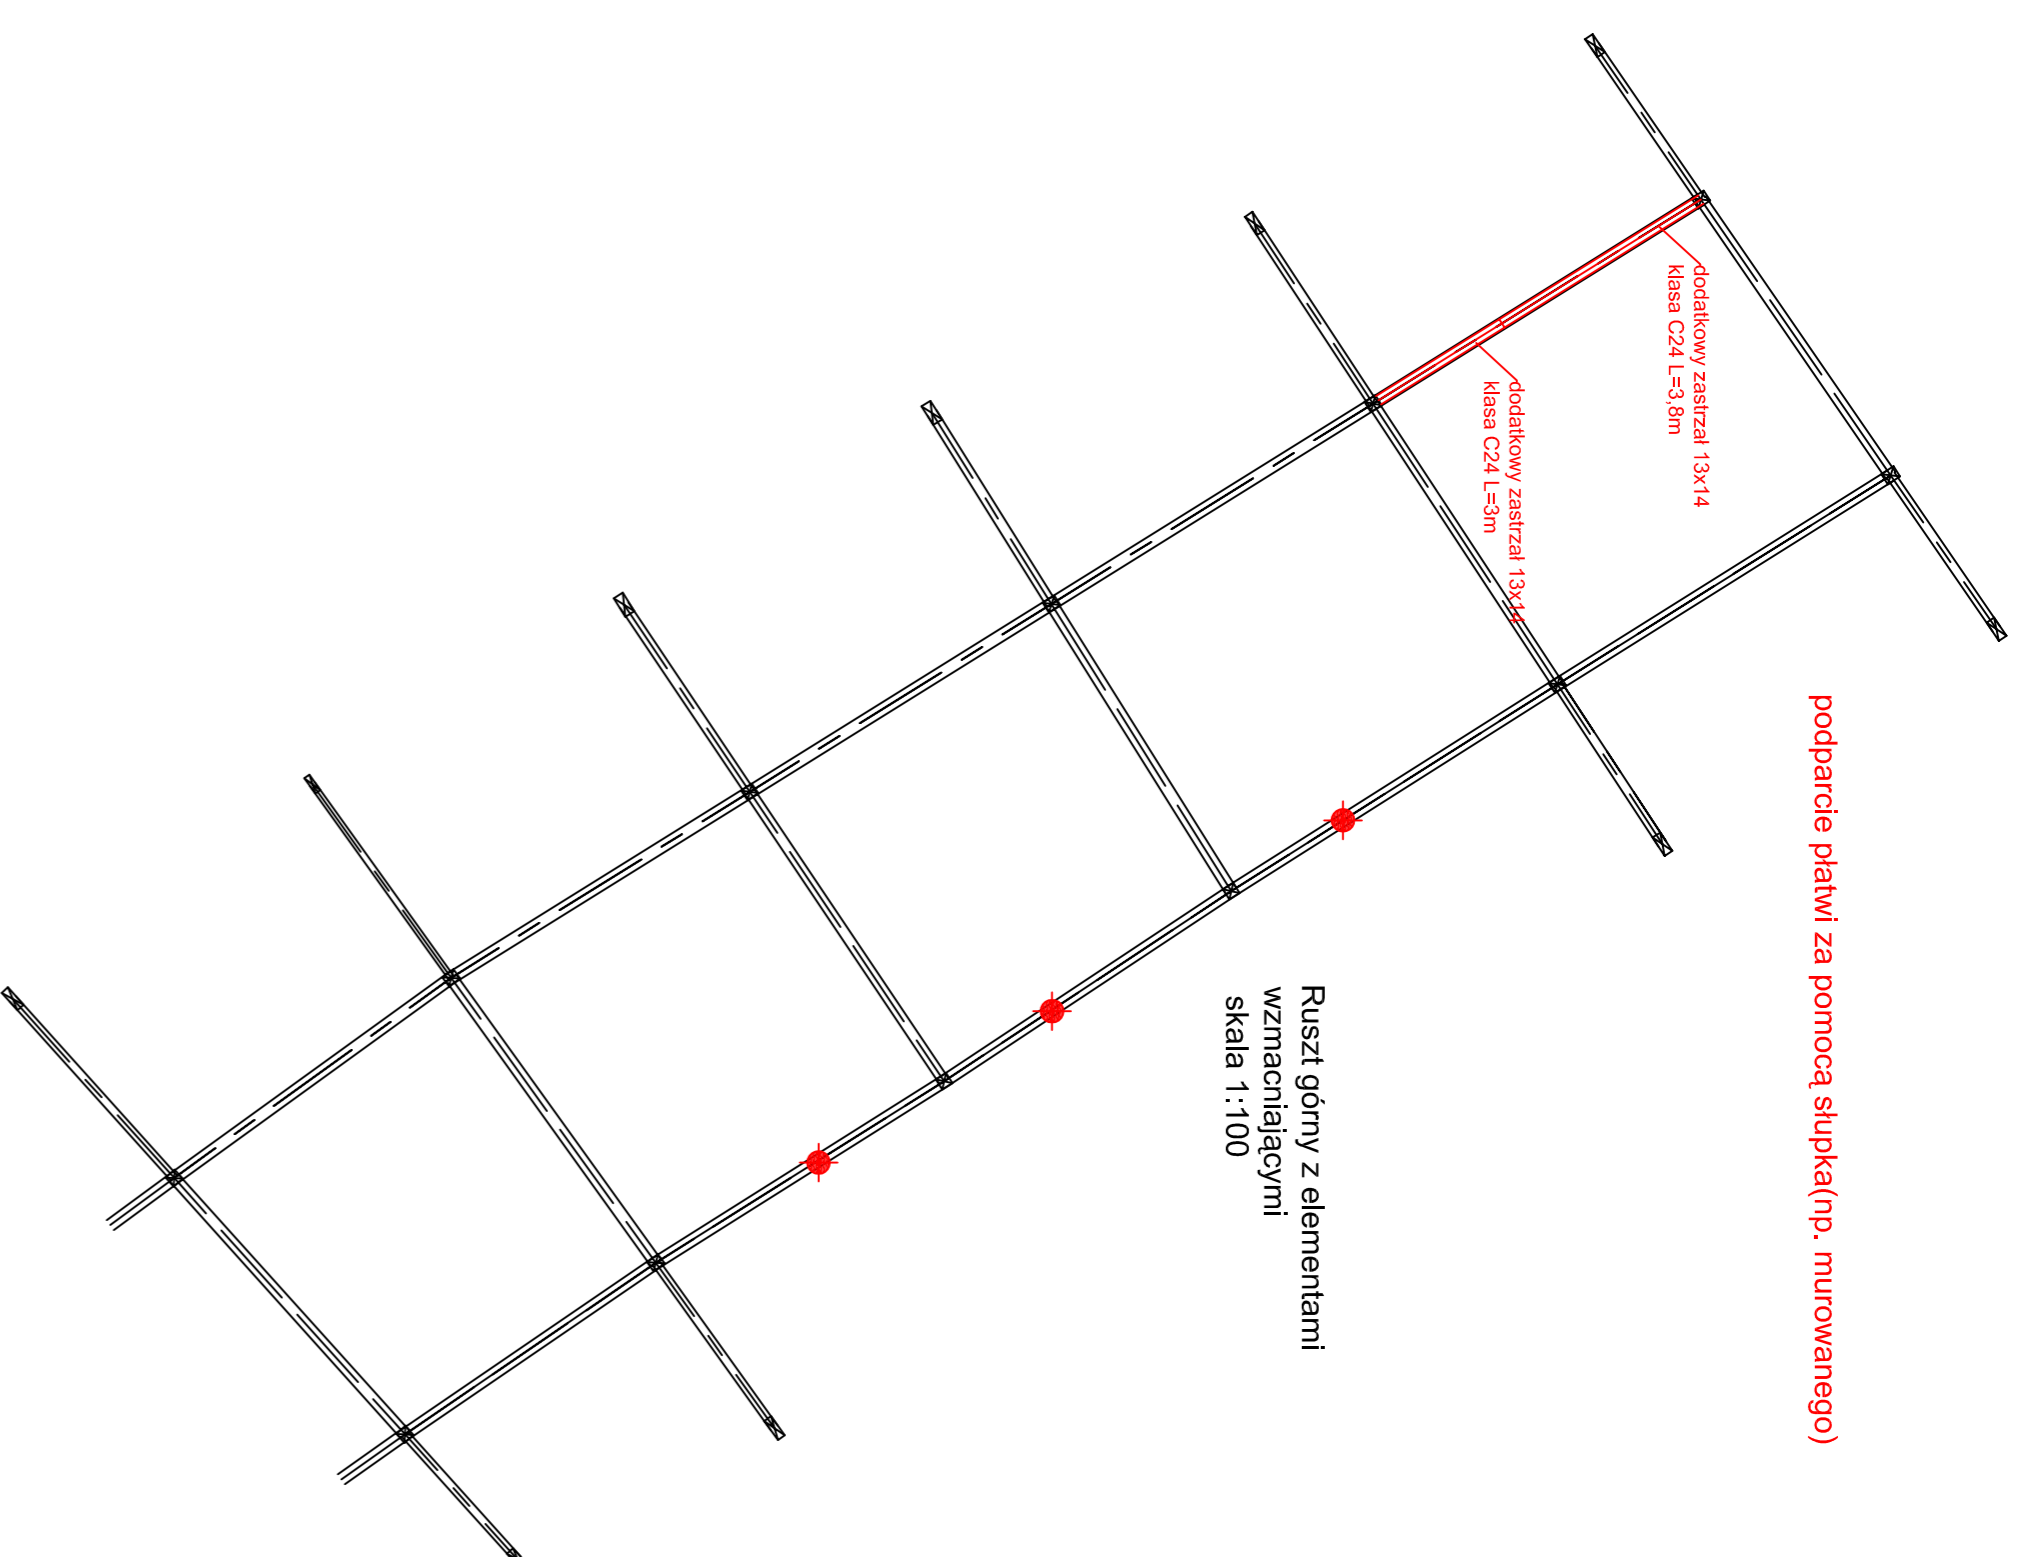 dodatkowy zastrzał 13x14
klasa C24 L=3,8m
dodatkowy zastrzał 13x14
klasa C24 L=3m
podparcie płatwi za pomocą słupka(np. murowanego)
Ruszt górny z elementami
wzmacniającymi
skala 1:100